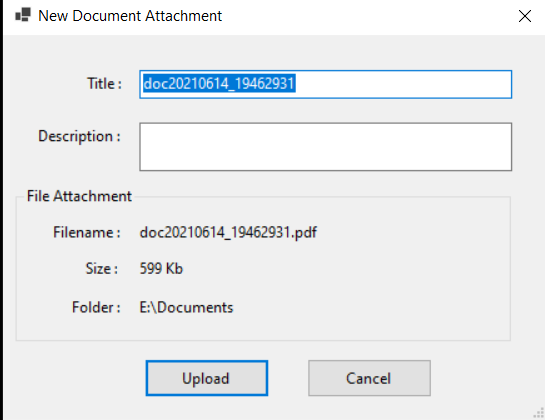 New Document Attachment
Title :
doc20210614_19462931
Description :
File Attachment
Filename : doc20210614_19462931.pdf
Size : 599 Kb
Folder : E:\Documents
Upload Cancel